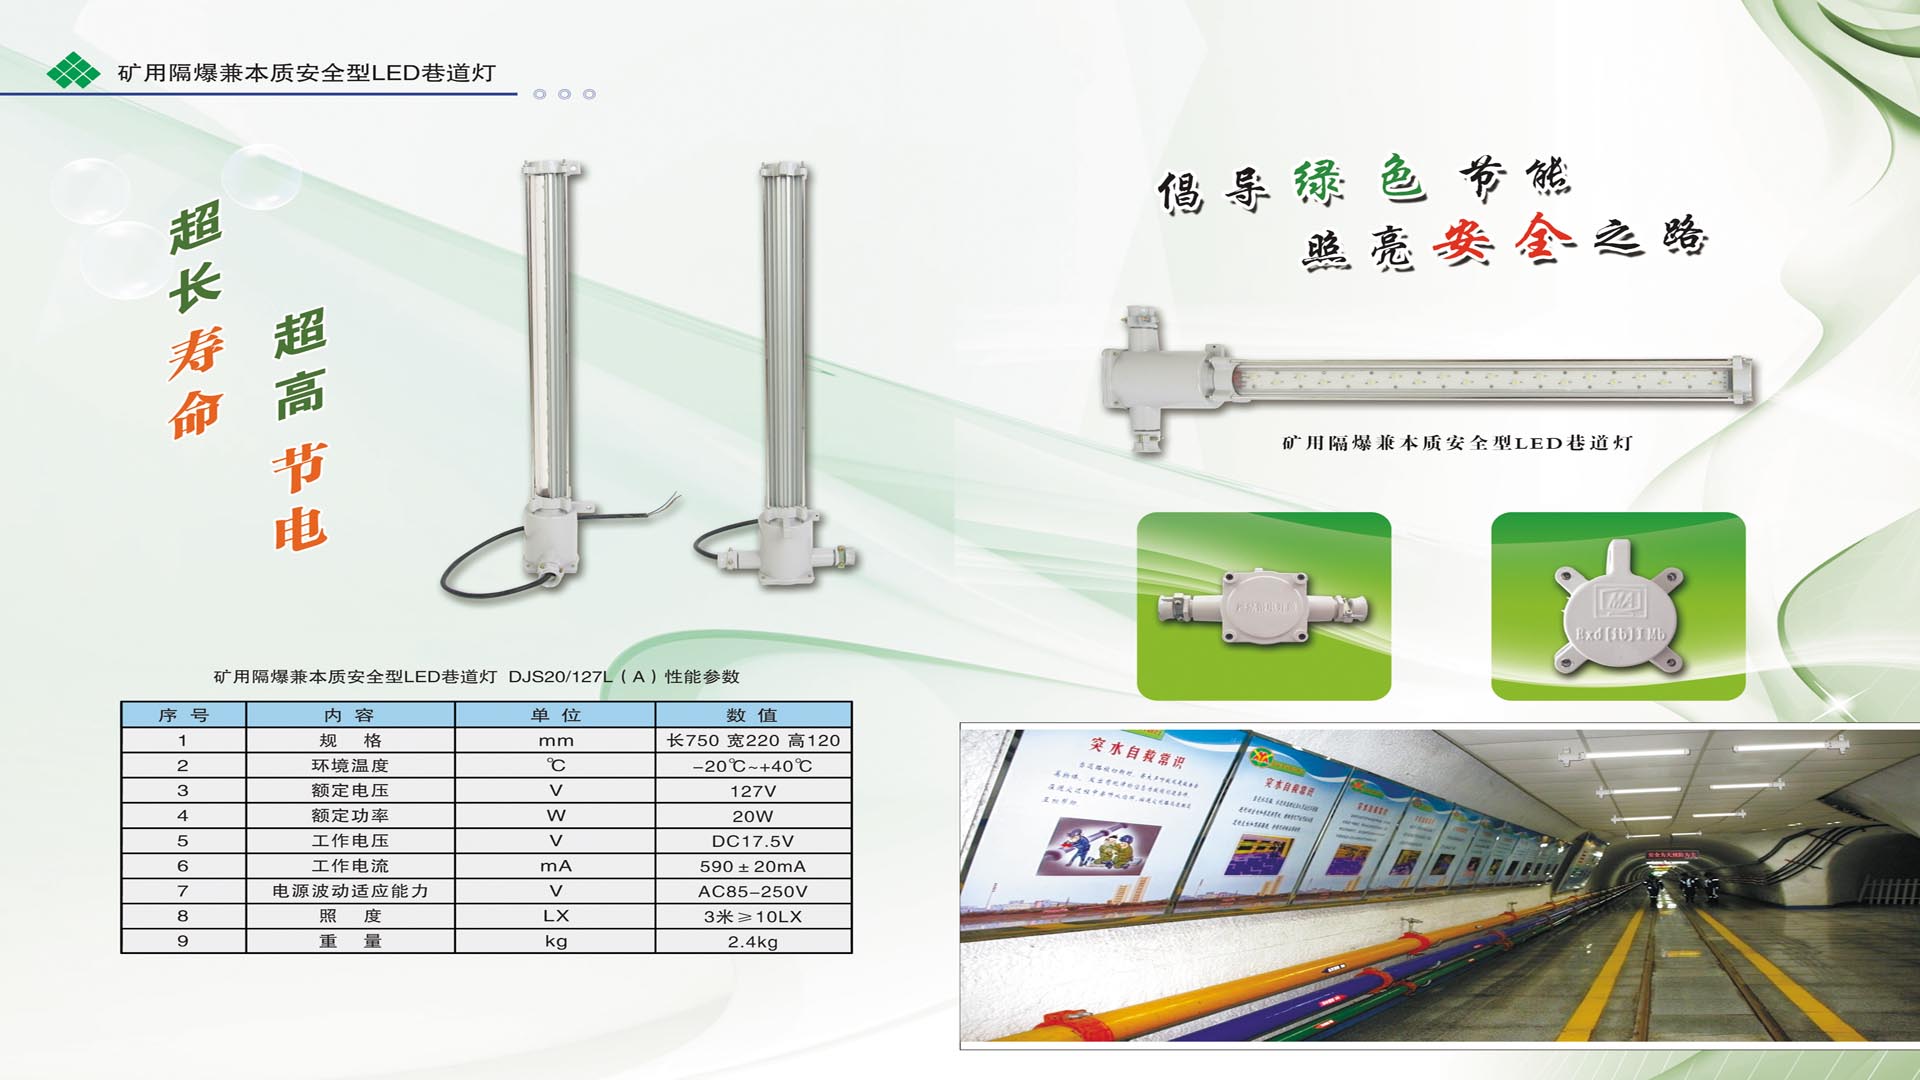 矿用隔爆兼本质安全型LED巷道灯
超长寿命
超高节电
倡导绿色节能
照亮安全之路
矿用隔爆兼本质安全型LED巷道灯
MA
Exd[ib]I Mb
矿用隔爆兼本质安全型LED巷道灯 DJS20/127L（A）性能参数
序 号 内 容 单 位 数 值
1 规 格 mm 长750 宽220 高120
2 环境温度 ℃ -20℃~+40℃
3 额定电压 V 127V
4 额定功率 W 20W
5 工作电压 V DC17.5V
6 工作电流 mA 590±20mA
7 电源波动适应能力 V AC85-250V
8 照 度 LX 3米≥10LX
9 重 量 kg 2.4kg
突水自救常识
突水自救常识